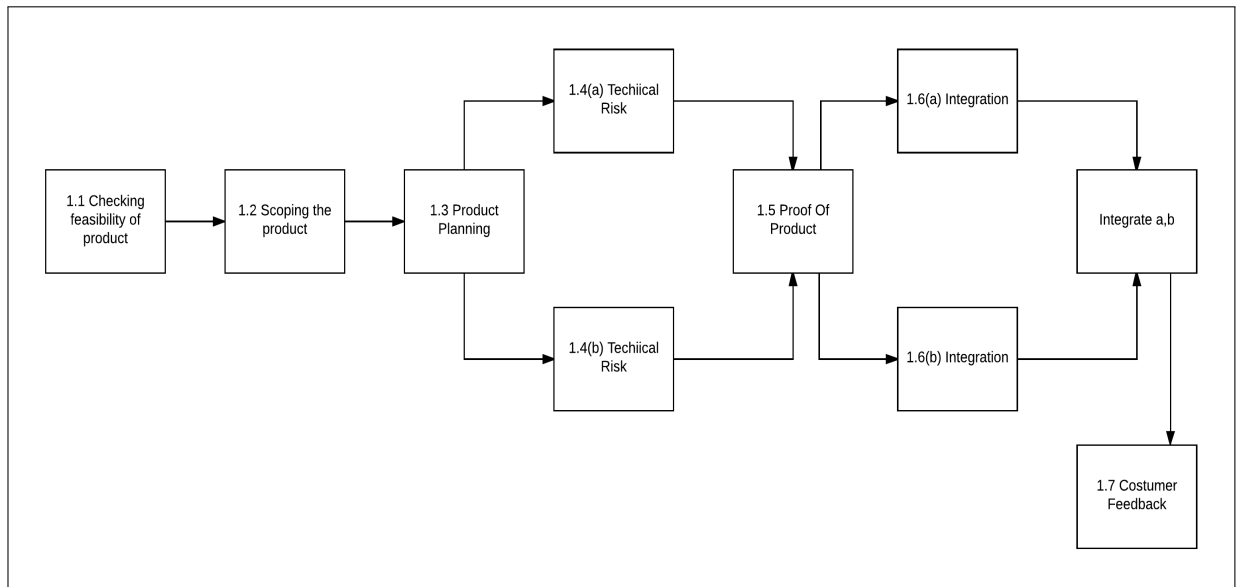 1.1 Checking
feasibility of
product
1.2 Scoping the
product
1.3 Product
Planning
1.4(a) Techiical
Risk
1.4(b) Techiical
Risk
1.5 Proof Of
Product
1.6(a) Integration
1.6(b) Integration
Integrate a,b
1.7 Costumer
Feedback